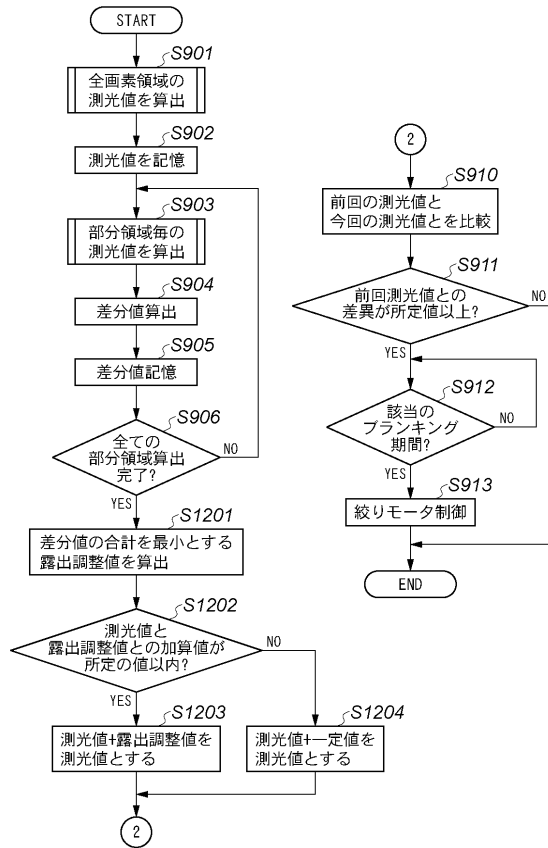 START
S901
全画素領域の
測光値を算出
S902
測光値を記憶
S903
部分領域毎の
測光値を算出
S904
差分値算出
S905
差分値記憶
S906
全ての
部分領域算出
完了?
NO
YES
S1201
差分値の合計を最小とする
露出調整値を算出
S1202
測光値と
露出調整値との加算値が
所定の値以内?
NO
YES
S1203
測光値+露出調整値を
測光値とする
S1204
測光値+一定値を
測光値とする
2
2
S910
前回の測光値と
今回の測光値とを比較
S911
前回測光値との
差異が所定値以上?
NO
YES
S912
該当の
ブランキング
期間?
NO
YES
S913
絞りモータ制御
END